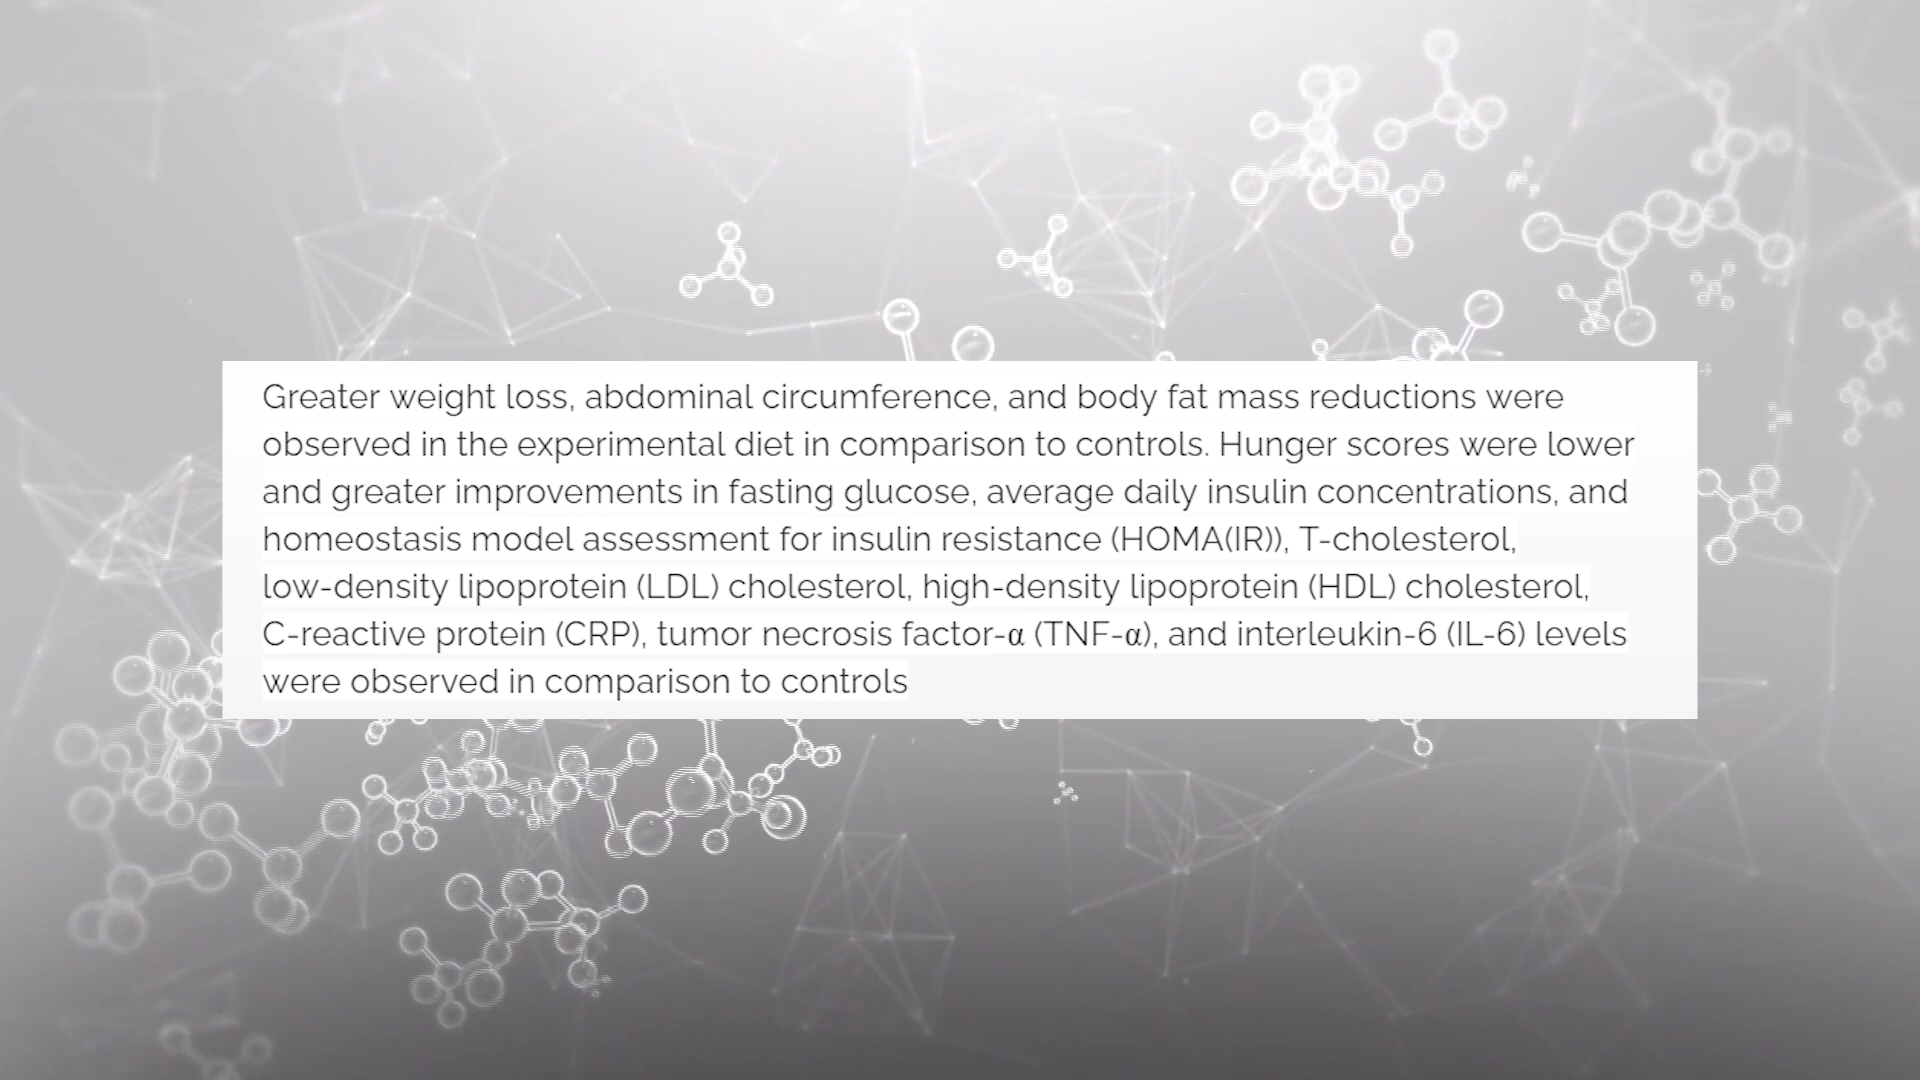 Greater weight loss, abdominal circumference, and body fat mass reductions were
observed in the experimental diet in comparison to controls. Hunger scores were lower
and greater improvements in fasting glucose, average daily insulin concentrations, and
homeostasis model assessment for insulin resistance (HOMA(IR)), T-cholesterol,
low-density lipoprotein (LDL) cholesterol, high-density lipoprotein (HDL) cholesterol,
C-reactive protein (CRP), tumor necrosis factor-α (TNF-α), and interleukin-6 (IL-6) levels
were observed in comparison to controls